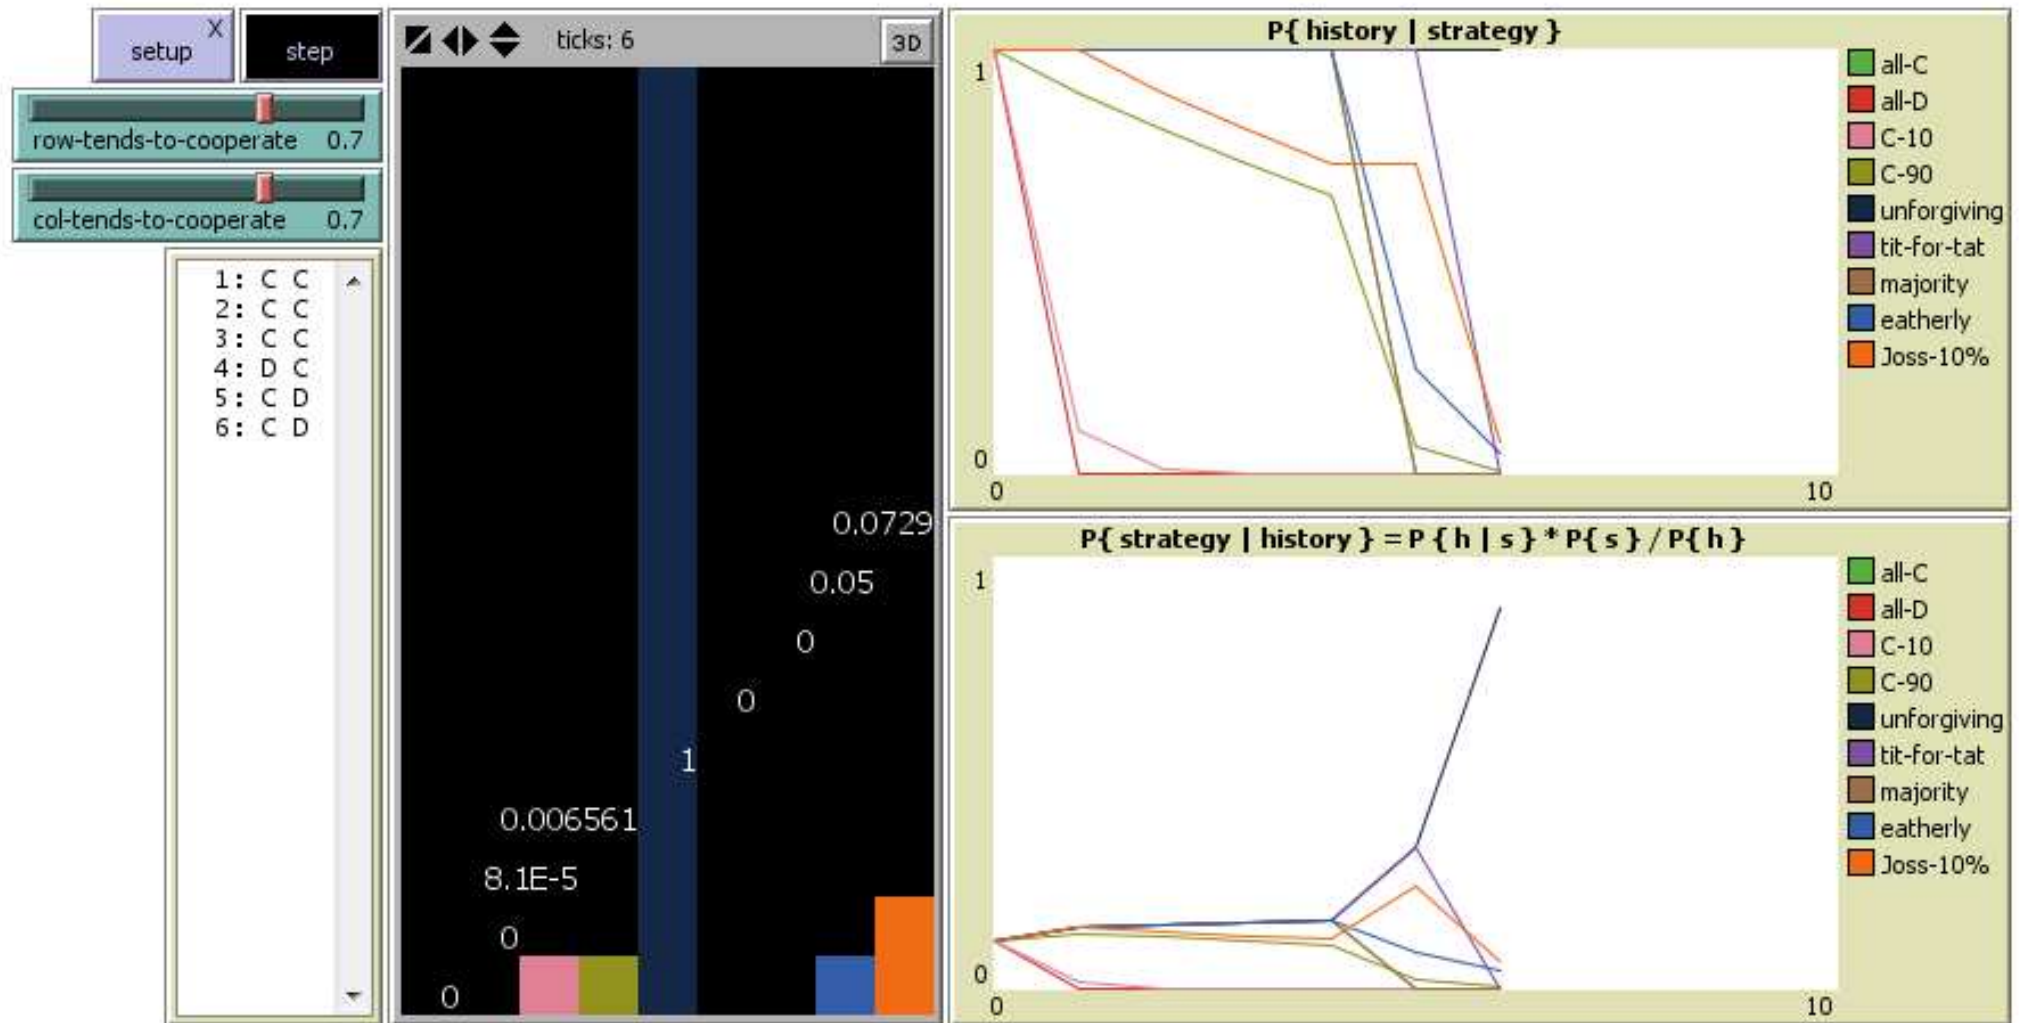 setup X
step
row-tends-to-cooperate 0.7
col-tends-to-cooperate 0.7
1: C C
2: C C
3: C C
4: D C
5: C D
6: C D
ticks: 6
3D
0.0729
0.05
0
0
1
0.006561
8.1E-5
0
0
P{ history | strategy }
1
0
0
10
all-C
all-D
C-10
C-90
unforgiving
tit-for-tat
majority
eatherly
Joss-10%
P{ strategy | history } = P { h | s } * P{ s } / P{ h }
1
0
0
10
all-C
all-D
C-10
C-90
unforgiving
tit-for-tat
majority
eatherly
Joss-10%